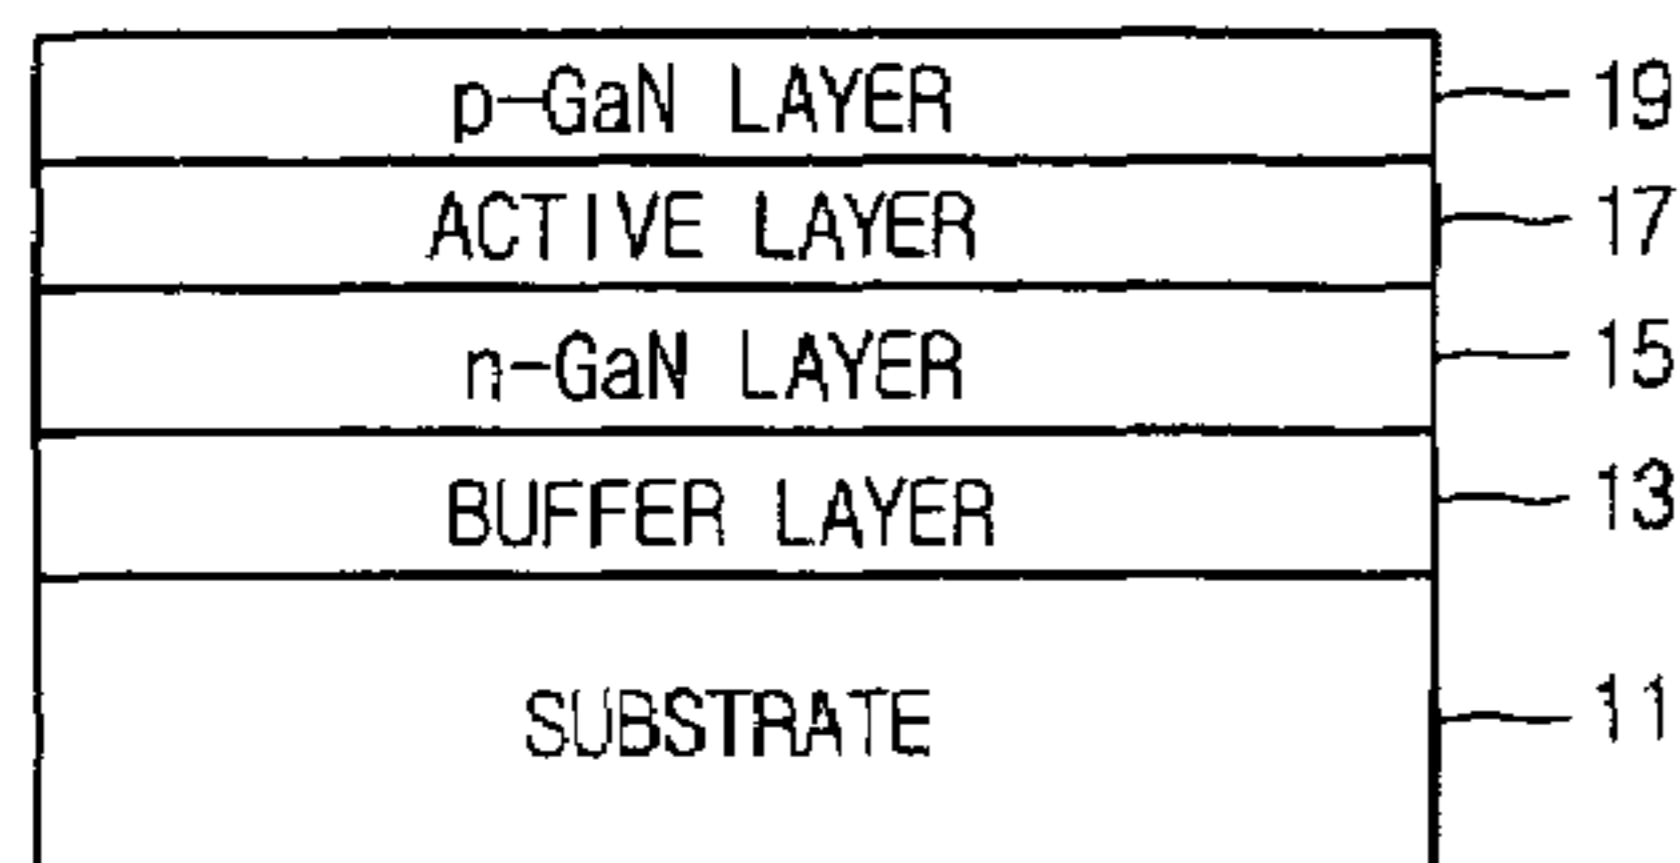 p-GaN LAYER 19
ACTIVE LAYER 17
n-GaN LAYER 15
BUFFER LAYER 13
SUBSTRATE 11